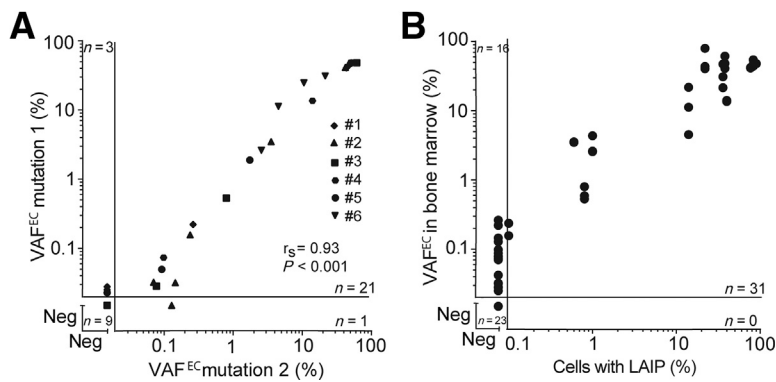 A
100
n = 3
10
1
0.1
Neg
VAF^EC mutation 1 (%)
#1
#2
#3
#4
#5
#6
r_s = 0.93
P < 0.001
n = 21
n = 9
n = 1
Neg
0.1
1
10
100
VAF^EC mutation 2 (%)
B
100
n = 16
10
1
0.1
Neg
VAF^EC in bone marrow (%)
n = 31
n = 23
n = 0
Neg
0.1
1
10
100
Cells with LAIP (%)